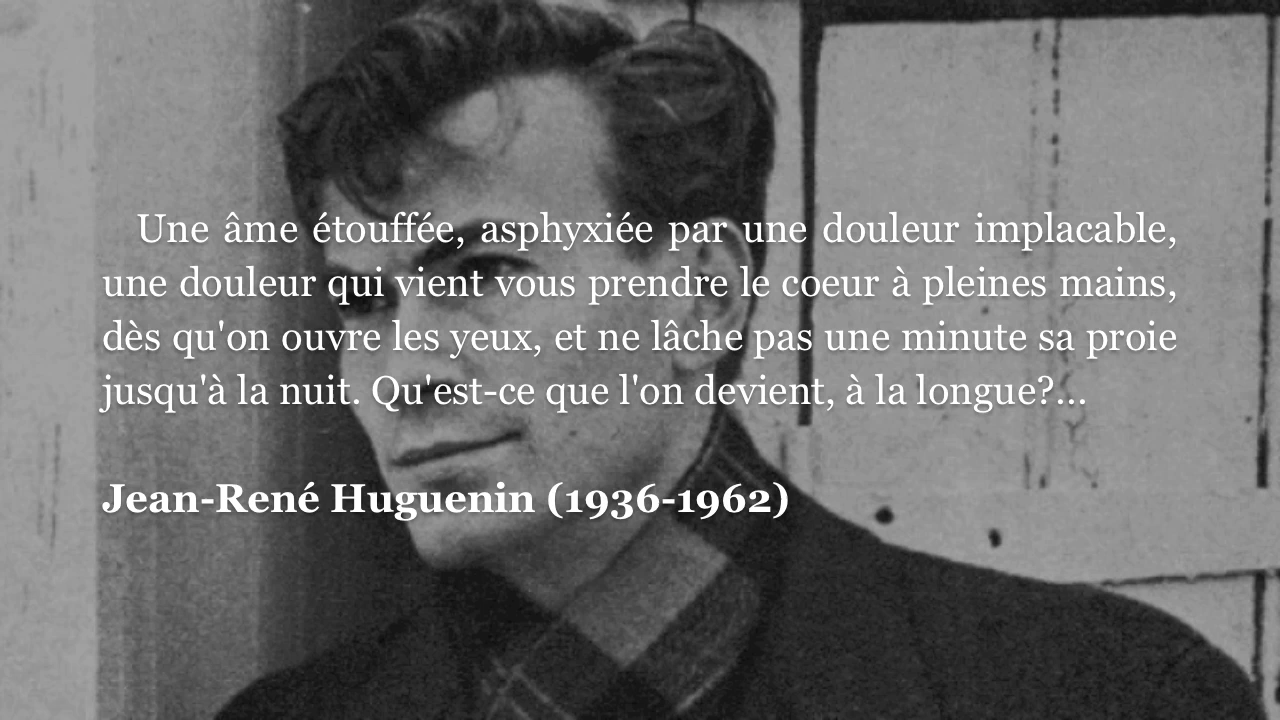 Une âme étouffée, asphyxiée par une douleur implacable,
une douleur qui vient vous prendre le coeur à pleines mains,
dès qu'on ouvre les yeux, et ne lâche pas une minute sa proie
jusqu'à la nuit. Qu'est-ce que l'on devient, à la longue?...
Jean-René Huguenin (1936-1962)